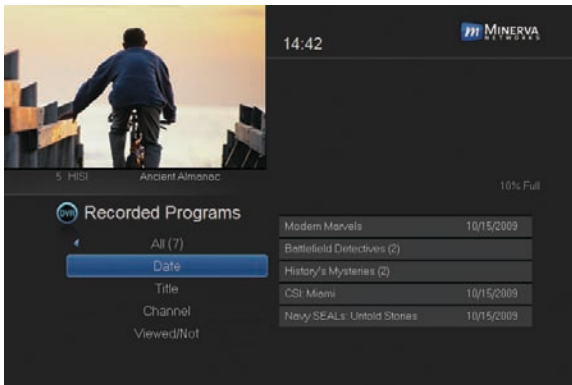 14:42
MINERVA
NETWORKS
5 HISI Ancient Almanac
10% Full
DVR Recorded Programs
All (7)
Date
Title
Channel
Viewed/Not
Modern Marvels 10/15/2009
Battlefield Detectives (2)
History's Mysteries (2)
CSI: Miami 10/15/2009
Navy SEALs: Untold Stories 10/15/2009